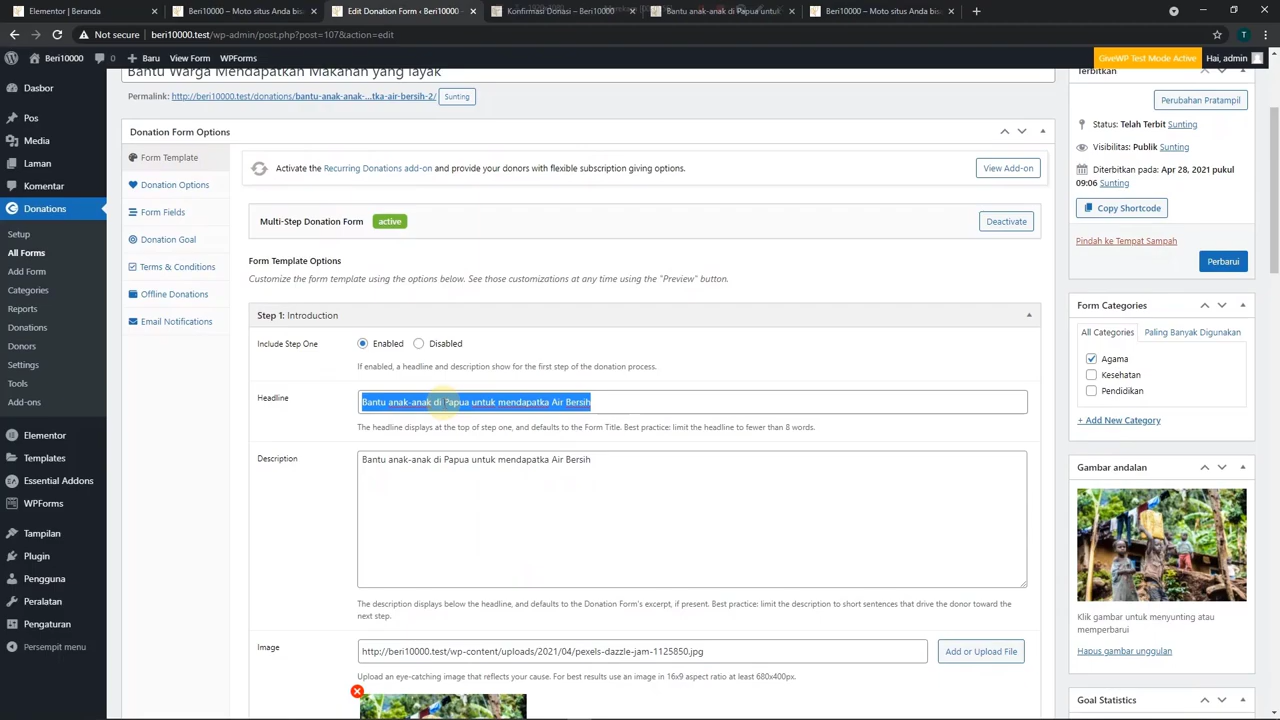 Elementor | Beranda
Beri10000 – Moto situs Anda bis
Edit Donation Form ‹ Beri10000
Konfirmasi Donasi – Beri10000
Bantu anak-anak di Papua untuk
Beri10000 – Moto situs Anda bis
Not secure
beri10000.test/wp-admin/post.php?post=107&action=edit
T
Beri10000
0
Baru
View Form
WPForms
GiveWP Test Mode Active
Hai, admin
Dasbor
Pos
Media
Laman
Komentar
Donations
Setup
All Forms
Add Form
Categories
Reports
Donations
Donors
Settings
Tools
Add-ons
Elementor
Templates
Essential Addons
WPForms
Tampilan
Plugin
Pengguna
Peralatan
Pengaturan
Persempit menu
Bantu Warga Mendapatkan Makanan yang layak
Permalink: http://beri10000.test/donations/bantu-anak-anak-...tka-air-bersih-2/ Sunting
Donation Form Options
Form Template
Donation Options
Form Fields
Donation Goal
Terms & Conditions
Offline Donations
Email Notifications
Activate the Recurring Donations add-on and provide your donors with flexible subscription giving options.
View Add-on
Multi-Step Donation Form active
Deactivate
Form Template Options
Customize the form template using the options below. See those customizations at any time using the "Preview" button.
Step 1: Introduction
Include Step One
Enabled
Disabled
If enabled, a headline and description show for the first step of the donation process.
Headline
Bantu anak-anak di Papua untuk mendapatka Air Bersih
The headline displays at the top of step one, and defaults to the Form Title. Best practice: limit the headline to fewer than 8 words.
Description
Bantu anak-anak di Papua untuk mendapatka Air Bersih
The description displays below the headline, and defaults to the Donation Form's excerpt, if present. Best practice: limit the description to short sentences that drive the donor toward the
next step.
Image
http://beri10000.test/wp-content/uploads/2021/04/pexels-dazzle-jam-1125850.jpg
Add or Upload File
Upload an eye-catching image that reflects your cause. For best results use an image in 16x9 aspect ratio at least 680x400px.
Terbitkan
Perubahan Pratampil
Status: Telah Terbit Sunting
Visibilitas: Publik Sunting
Diterbitkan pada: Apr 28, 2021 pukul
09:06 Sunting
Copy Shortcode
Pindah ke Tempat Sampah
Perbarui
Form Categories
All Categories
Paling Banyak Digunakan
Agama
Kesehatan
Pendidikan
+ Add New Category
Gambar andalan
Klik gambar untuk menyunting atau
memperbarui
Hapus gambar unggulan
Goal Statistics